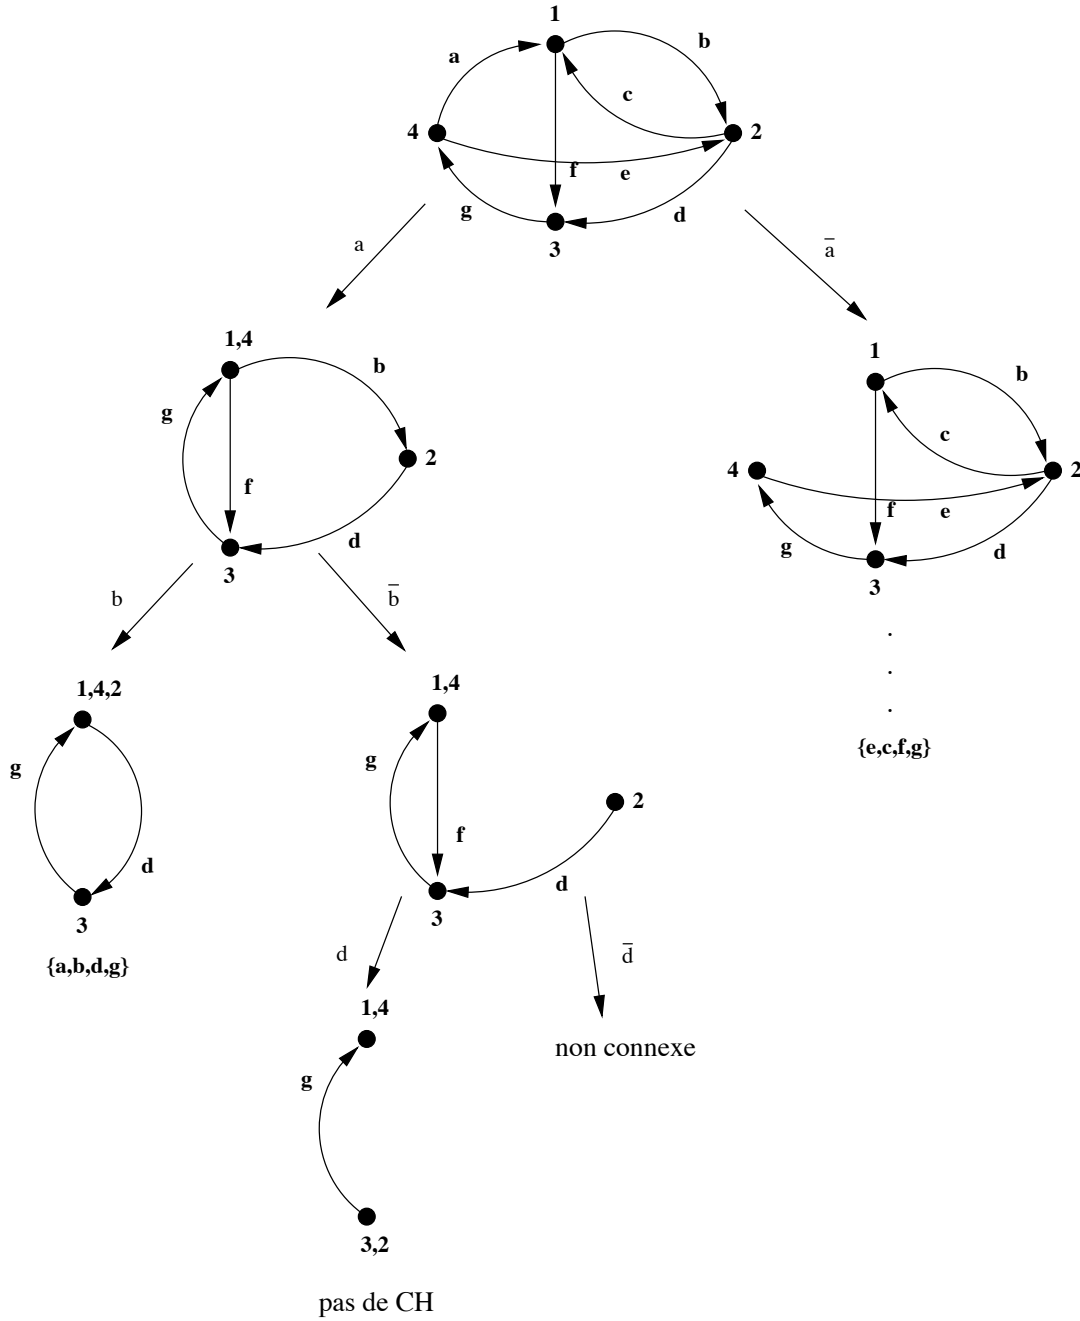 1
b
a
c
4
2
f
e
g
d
3
a
a̅
1,4
b
g
2
f
d
3
1
b
c
4
2
f
e
g
d
3
.
.
.
{e,c,f,g}
b
b̅
1,4,2
g
d
3
{a,b,d,g}
1,4
g
2
f
d
3
d
d̅
non connexe
1,4
g
3,2
pas de CH